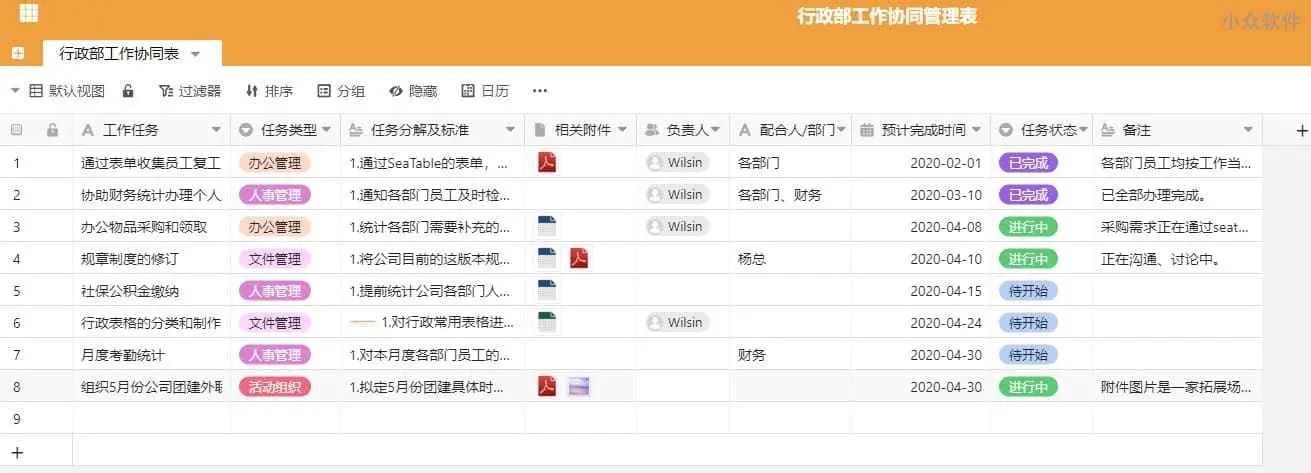 行政部工作协同管理表
小众软件
行政部工作协同表
默认视图 过滤器 排序 分组 隐藏 日历 ...
工作任务 任务类型 任务分解及标准 相关附件 负责人 配合人/部门 预计完成时间 任务状态 备注
1 通过表单收集员工复工 办公管理 1.通过SeaTable的表单，... Wilsin 各部门 2020-02-01 已完成 各部门员工均按工作当...
2 协助财务统计办理个人 人事管理 1.通知各部门员工及时检... Wilsin 各部门、财务 2020-03-10 已完成 已全部办理完成。
3 办公物品采购和领取 办公管理 1.统计各部门需要补充的... Wilsin 2020-04-08 进行中 采购需求正在通过seat...
4 规章制度的修订 文件管理 1.将公司目前的这版本规... 杨总 2020-04-10 进行中 正在沟通、讨论中。
5 社保公积金缴纳 人事管理 1.提前统计公司各部门人... 2020-04-15 待开始
6 行政表格的分类和制作 文件管理 1.对行政常用表格进... Wilsin 2020-04-24 待开始
7 月度考勤统计 人事管理 1.对本月度各部门员工的... 财务 2020-04-30 待开始
8 组织5月份公司团建外 活动组织 1.拟定5月份团建具体时... 2020-04-30 进行中 附件图片是一家拓展场...
9